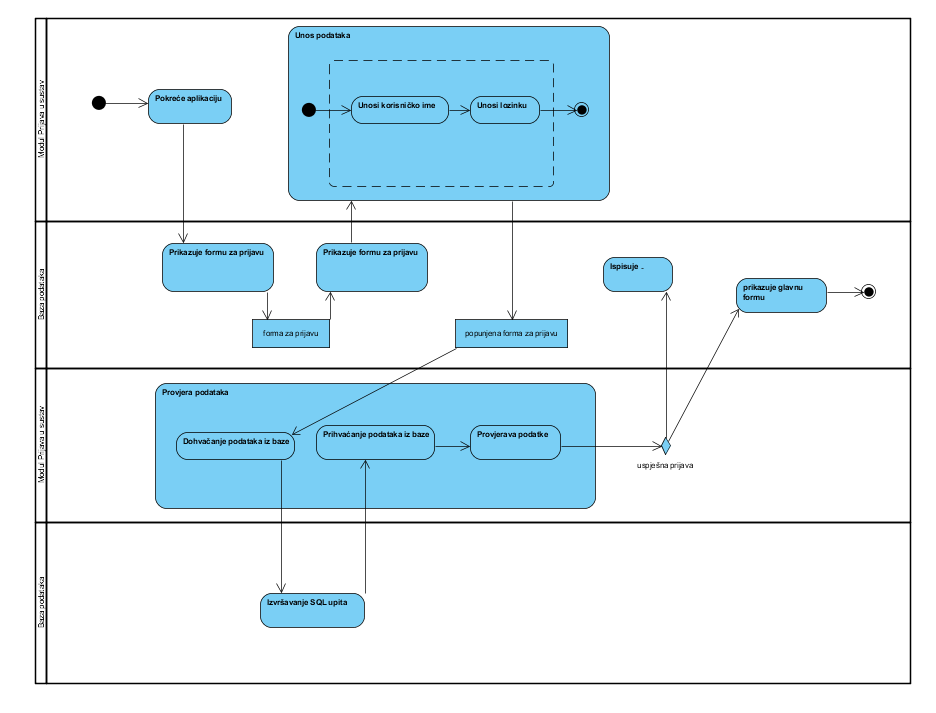 Modul Prijava u sustav
Pokreće aplikaciju
Unos podataka
Unosi korisničko ime
Unosi lozinku
Baza podataka
Prikazuje formu za prijavu
Prikazuje formu za prijavu
Ispisuje ..
prikazuje glavnu
formu
forma za prijavu
popunjena forma za prijavu
Modul Prijava u sustav
Provjera podataka
Dohvačanje podataka iz baze
Prihvaćanje podataka iz baze
Provjerava podatke
uspješna prijava
Baza podataka
Izvršavanje SQL upita